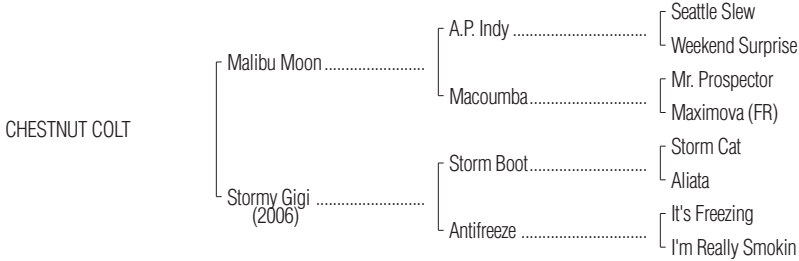 Seattle Slew
A.P. Indy ................................
Weekend Surprise
Malibu Moon ........................
Mr. Prospector
Macoumba ............................
Maximova (FR)
CHESTNUT COLT
Storm Cat
Storm Boot ............................
Aliata
Stormy Gigi ..........................
(2006)
It's Freezing
Antifreeze ..............................
I'm Really Smokin